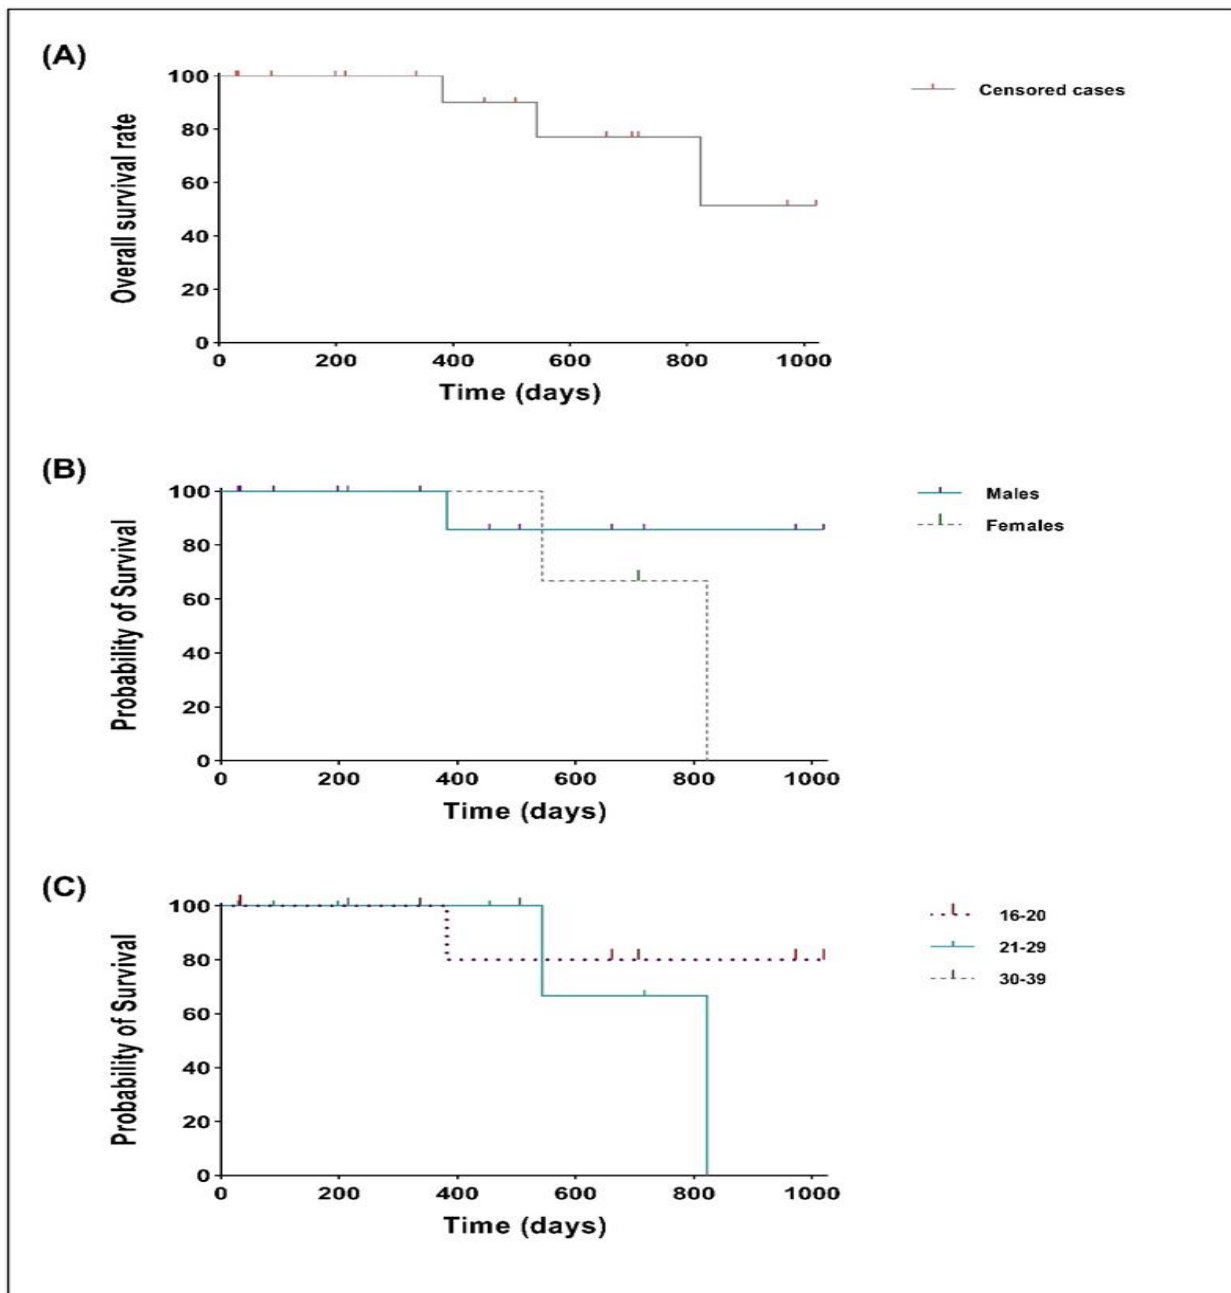 (A)
Overall survival rate
100
80
60
40
20
0
0 200 400 600 800 1000
Time (days)
Censored cases
(B)
Probability of Survival
100
80
60
40
20
0
0 200 400 600 800 1000
Time (days)
Males
Females
(C)
Probability of Survival
100
80
60
40
20
0
0 200 400 600 800 1000
Time (days)
16-20
21-29
30-39